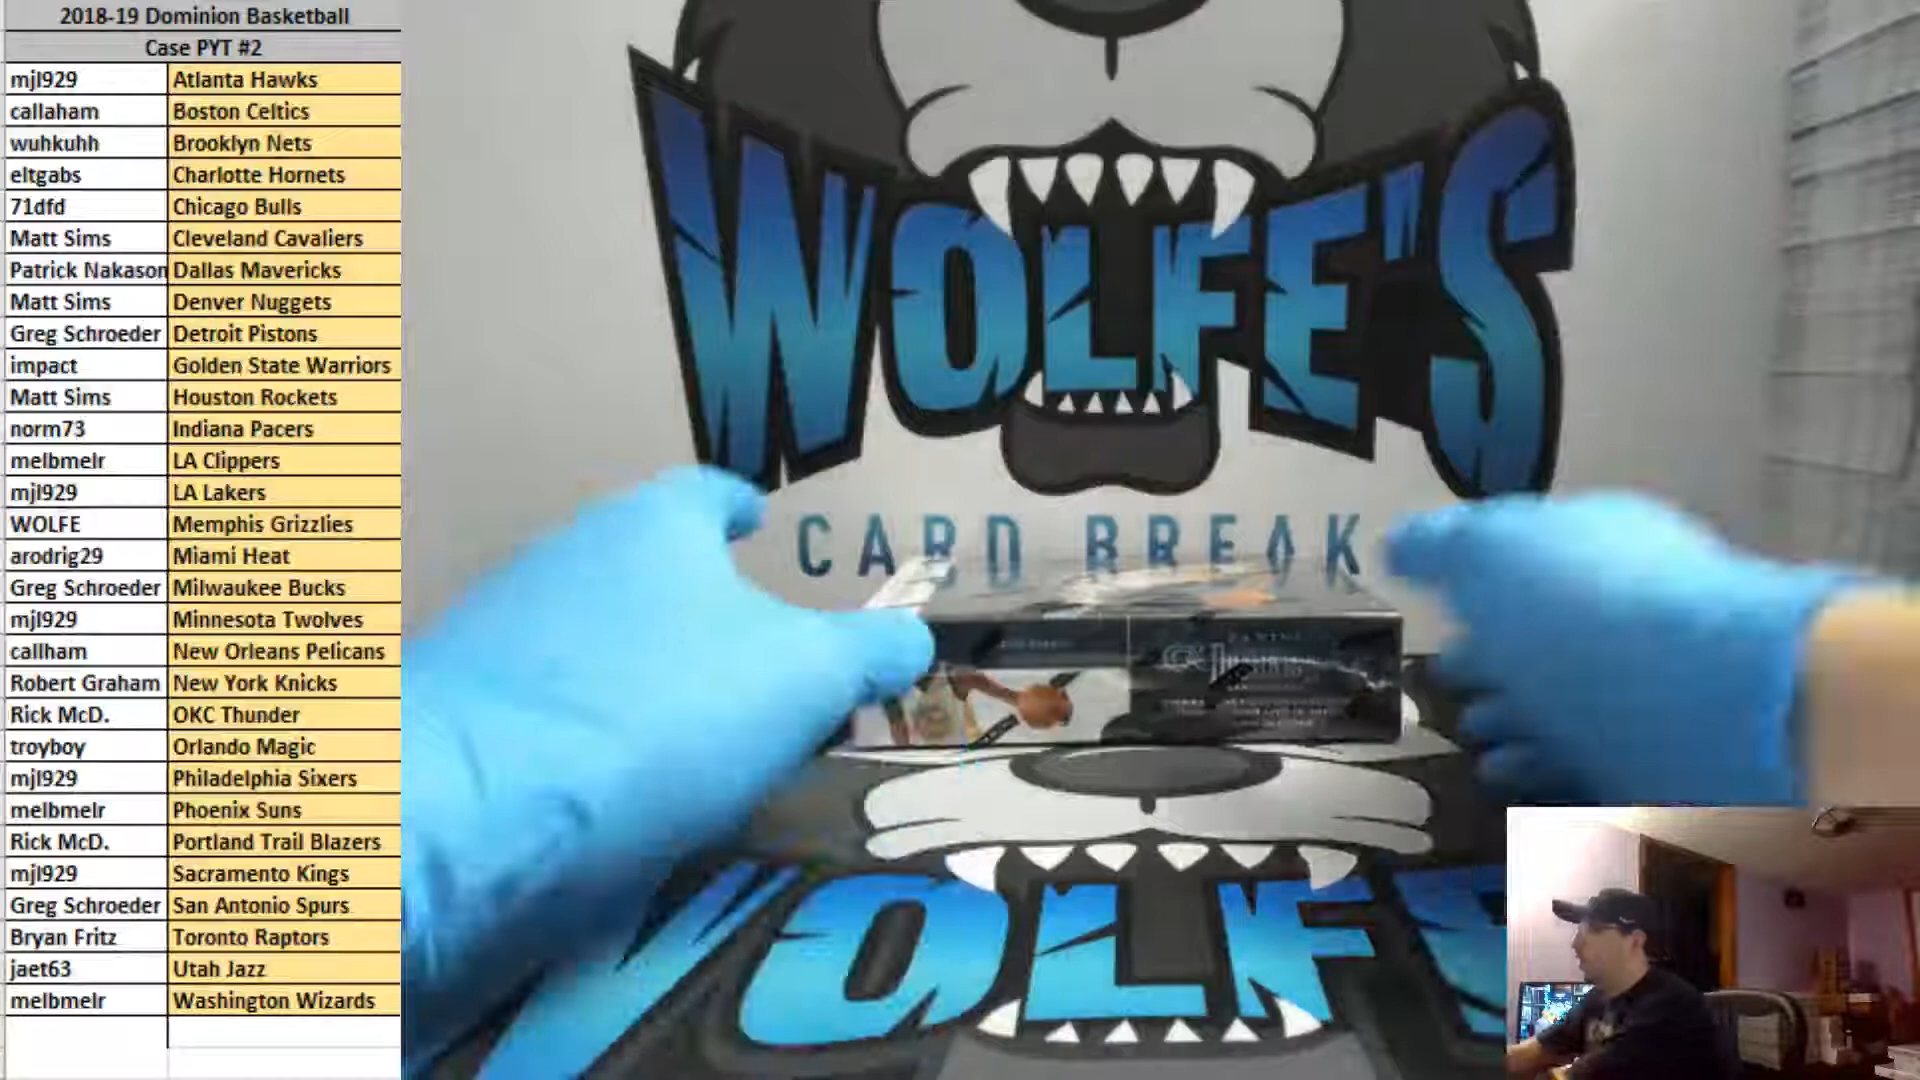 2018-19 Dominion Basketball
Case PYT #2
mjl929 Atlanta Hawks
callaham Boston Celtics
wuhkuhh Brooklyn Nets
eltgabs Charlotte Hornets
71dfd Chicago Bulls
Matt Sims Cleveland Cavaliers
Patrick Nakason Dallas Mavericks
Matt Sims Denver Nuggets
Greg Schroeder Detroit Pistons
impact Golden State Warriors
Matt Sims Houston Rockets
norm73 Indiana Pacers
melbmelr LA Clippers
mjl929 LA Lakers
WOLFE Memphis Grizzlies
arodrig29 Miami Heat
Greg Schroeder Milwaukee Bucks
mjl929 Minnesota Twolves
callham New Orleans Pelicans
Robert Graham New York Knicks
Rick McD. OKC Thunder
troyboy Orlando Magic
mjl929 Philadelphia Sixers
melbmelr Phoenix Suns
Rick McD. Portland Trail Blazers
mjl929 Sacramento Kings
Greg Schroeder San Antonio Spurs
Bryan Fritz Toronto Raptors
jaet63 Utah Jazz
melbmelr Washington Wizards
WOLFE'S
CARD BREAK
PANINI
WOLFE